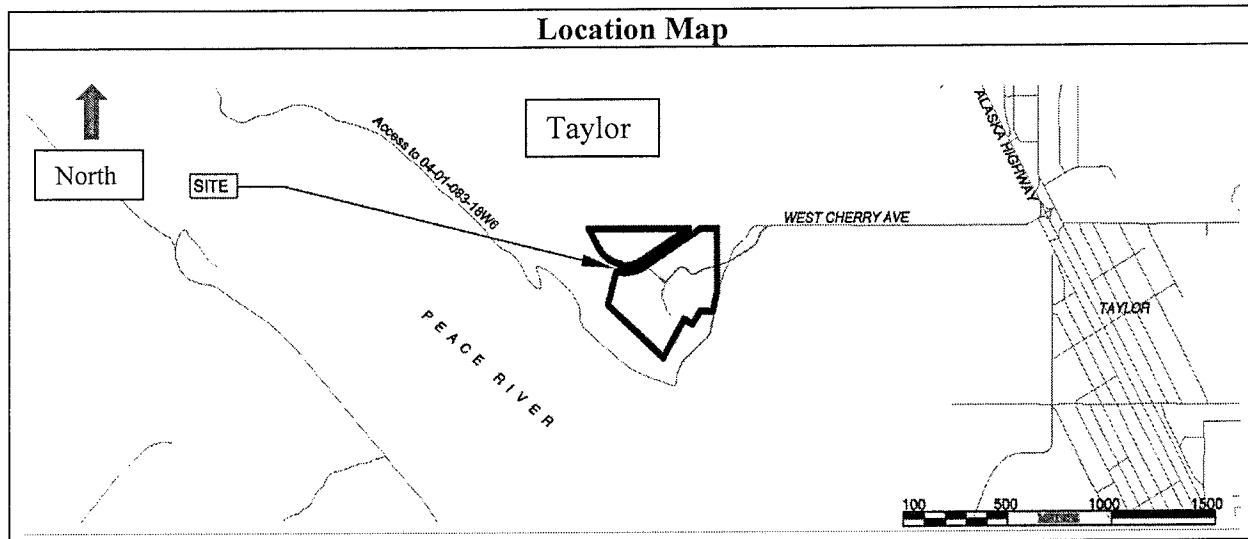 Location Map
North
SITE
Access to 04-01-083-18W6
Taylor
ALASKA HIGHWAY
WEST CHERRY AVE
TAYLOR
PEACE RIVER
100 500 1000 1500